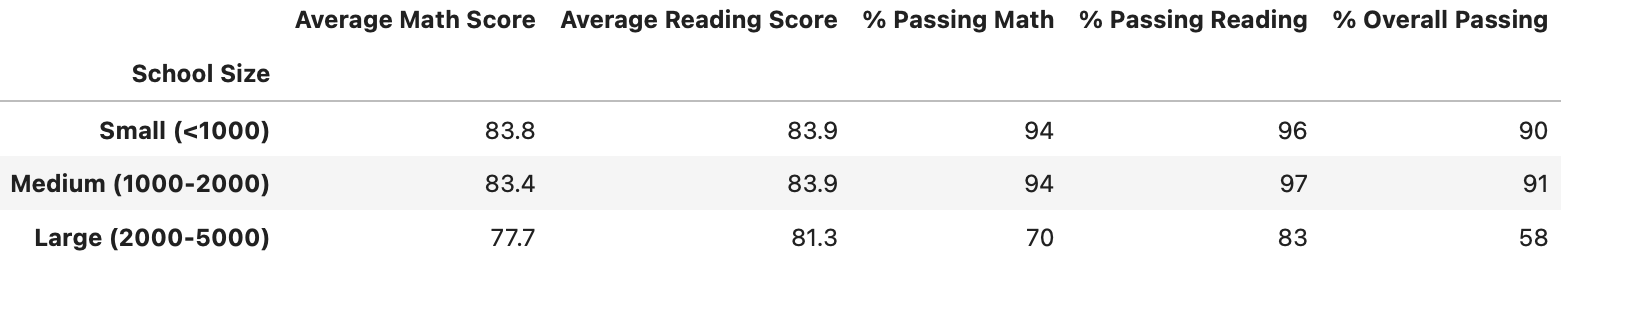 Average Math Score Average Reading Score % Passing Math % Passing Reading % Overall Passing
School Size
Small (<1000) 83.8 83.9 94 96 90
Medium (1000-2000) 83.4 83.9 94 97 91
Large (2000-5000) 77.7 81.3 70 83 58